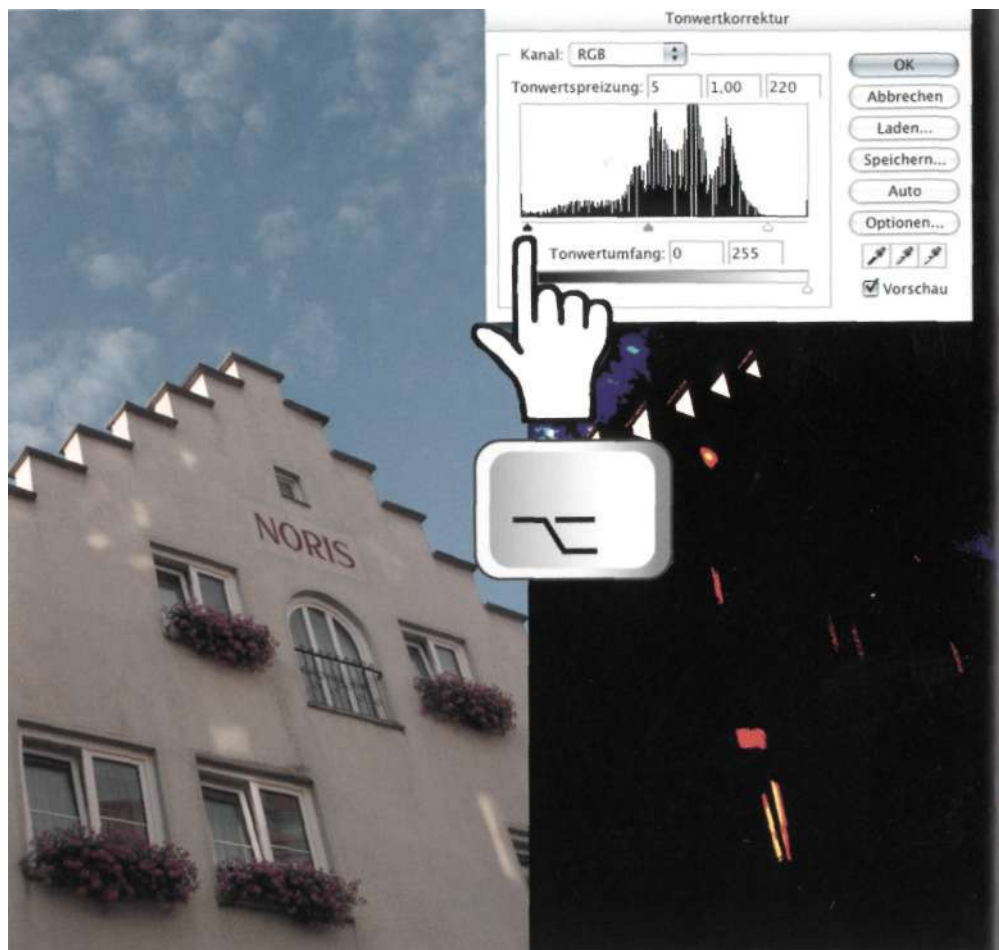 Tonwertkorrektur
Kanal: RGB
Tonwertspreizung: 5 1,00 220
Tonwertumfang: 0 255
OK
Abbrechen
Laden...
Speichern...
Auto
Optionen...
Vorschau
NORIS